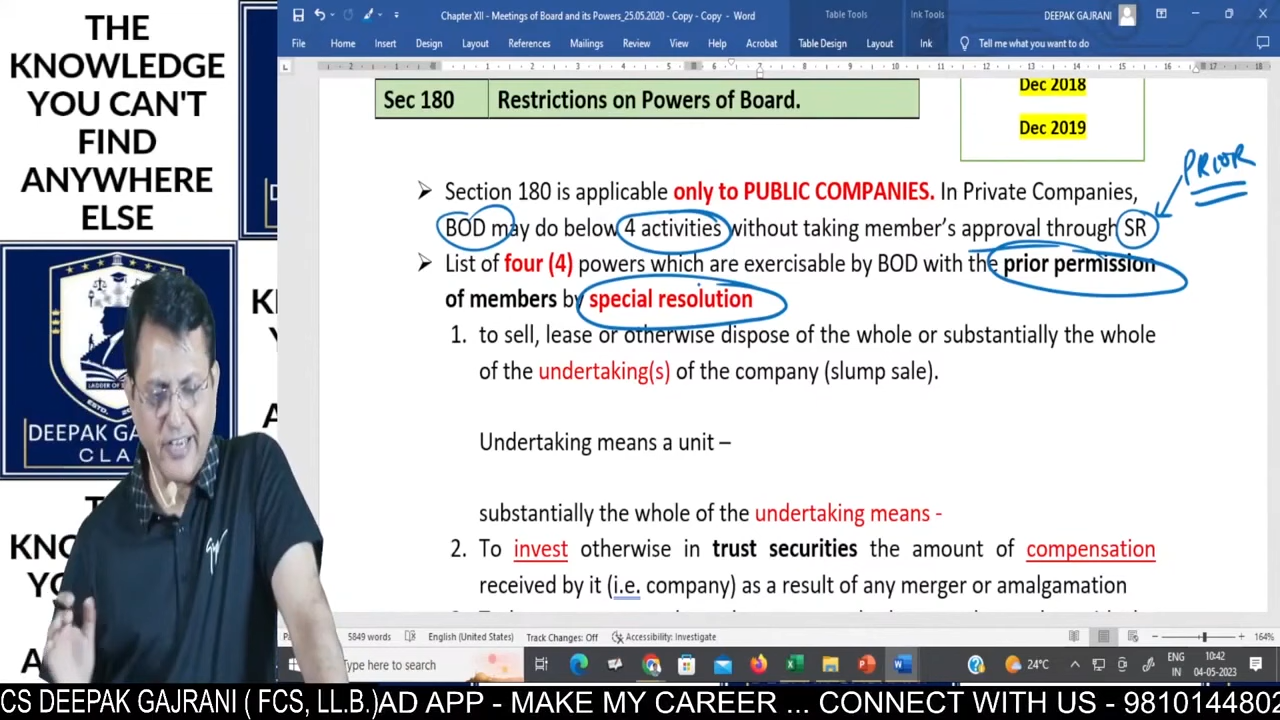 THE
KNOWLEDGE
YOU CAN'T
FIND
ANYWHERE
ELSE
DEEPAK
CLA
CS DEEPAK GAJRANI ( FCS, LL.B.)AD APP - MAKE MY CAREER ... CONNECT WITH US - 9810144802
Chapter XII - Meetings of Board and its Powers_25.05.2020 - Copy - Copy - Word
Table Tools
Ink Tools
DEEPAK GAJRANI
File Home Insert Design Layout References Mailings Review View Help Acrobat Table Design Layout Ink Tell me what you want to do
Sec 180 Restrictions on Powers of Board.
Dec 2018
Dec 2019
PRIOR
➤ Section 180 is applicable only to PUBLIC COMPANIES. In Private Companies,
BOD may do below 4 activities without taking member's approval through SR
➤ List of four (4) powers which are exercisable by BOD with the prior permission
of members by special resolution
1. to sell, lease or otherwise dispose of the whole or substantially the whole
of the undertaking(s) of the company (slump sale).
Undertaking means a unit –
substantially the whole of the undertaking means -
2. To invest otherwise in trust securities the amount of compensation
received by it (i.e. company) as a result of any merger or amalgamation
5849 words English (United States) Track Changes: Off Accessibility: Investigate 164%
Type here to search
24°C
ENG
IN
10:42
04-05-2023